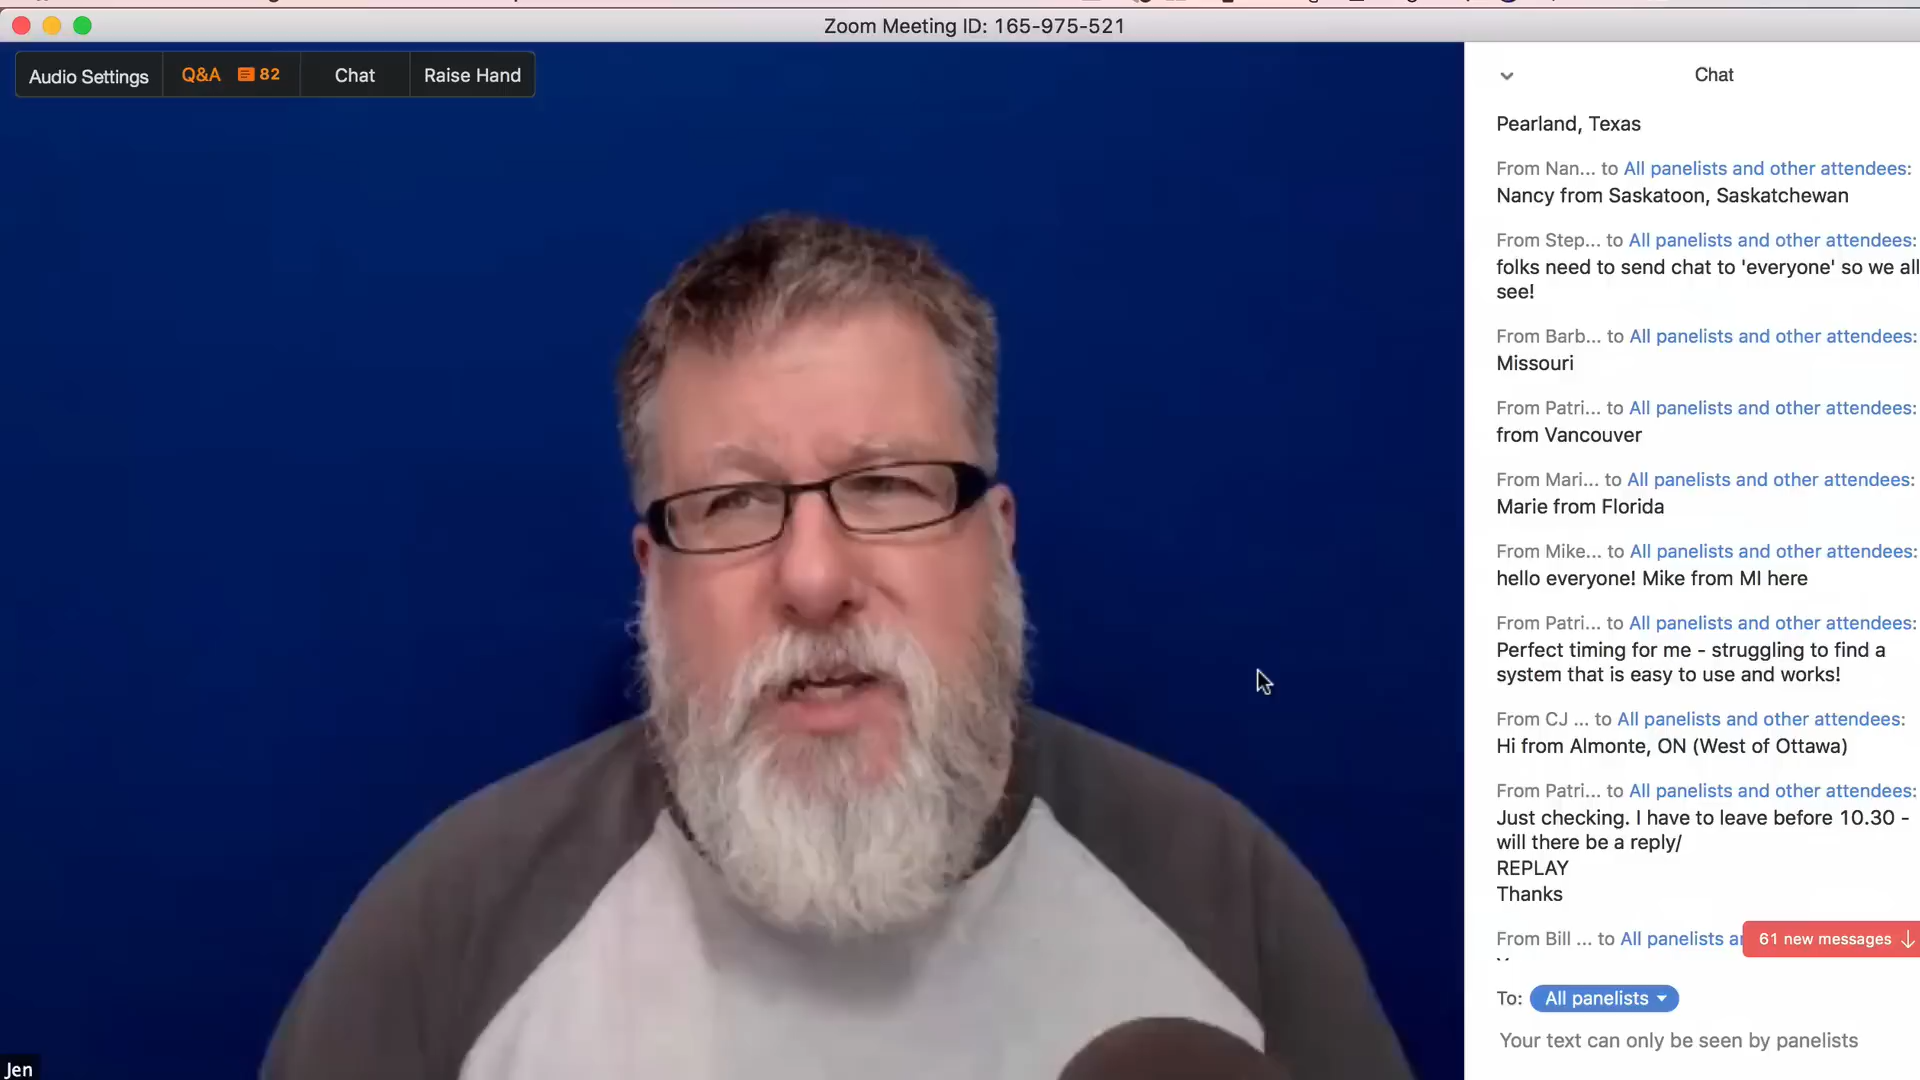 Zoom Meeting ID: 165-975-521
Audio Settings
Q&A 82
Chat
Raise Hand
Chat
Pearland, Texas
From Nan... to All panelists and other attendees:
Nancy from Saskatoon, Saskatchewan
From Step... to All panelists and other attendees:
folks need to send chat to 'everyone' so we all
see!
From Barb... to All panelists and other attendees:
Missouri
From Patri... to All panelists and other attendees:
from Vancouver
From Mari... to All panelists and other attendees:
Marie from Florida
From Mike... to All panelists and other attendees:
hello everyone! Mike from MI here
From Patri... to All panelists and other attendees:
Perfect timing for me - struggling to find a
system that is easy to use and works!
From CJ ... to All panelists and other attendees:
Hi from Almonte, ON (West of Ottawa)
From Patri... to All panelists and other attendees:
Just checking. I have to leave before 10.30 -
will there be a reply/
REPLAY
Thanks
From Bill ... to All panelists
61 new messages
To: All panelists
Your text can only be seen by panelists
Jen